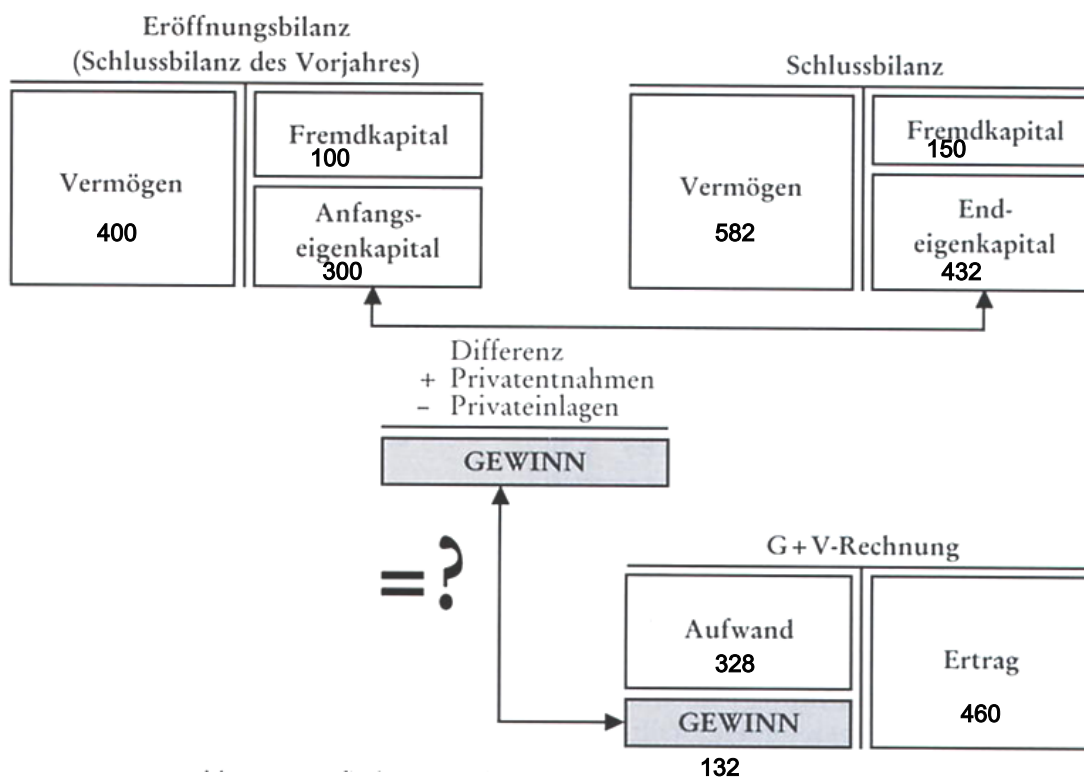 Eröffnungsbilanz
(Schlussbilanz des Vorjahres)
Vermögen
400
Fremdkapital
100
Anfangs-
eigenkapital
300
Schlussbilanz
Vermögen
582
Fremdkapital
150
End-
eigenkapital
432
Differenz
+ Privatentnahmen
– Privateinlagen
GEWINN
=?
G+V-Rechnung
Aufwand
328
GEWINN
132
Ertrag
460